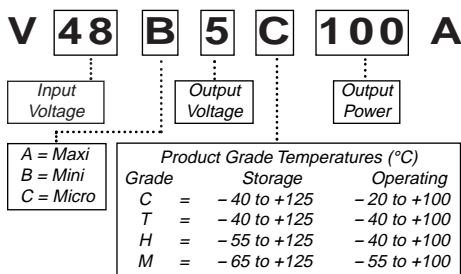 V 48 B 5 C 100 A
Input Voltage
Output Voltage
Output Power
A = Maxi
B = Mini
C = Micro
Product Grade Temperatures (°C)
Grade Storage Operating
C = – 40 to +125 – 20 to +100
T = – 40 to +125 – 40 to +100
H = – 55 to +125 – 40 to +100
M = – 65 to +125 – 55 to +100